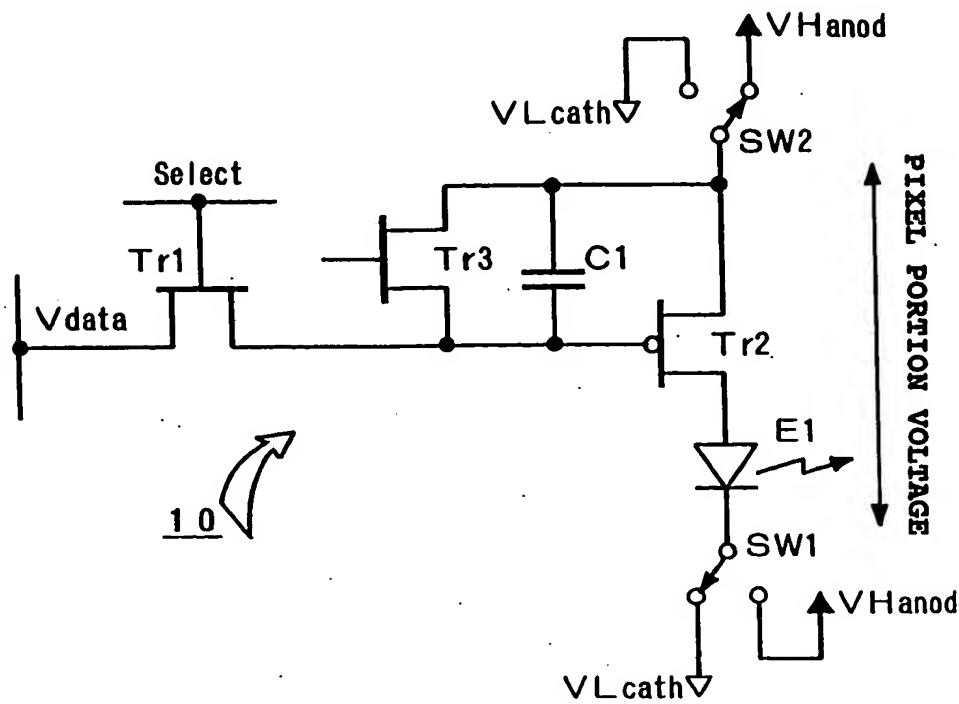 VHanod
VLcath
SW2
Select
Tr1
Tr3
C1
Vdata
Tr2
E1
10
SW1
VHanod
VLcath
PIXEL PORTION VOLTAGE